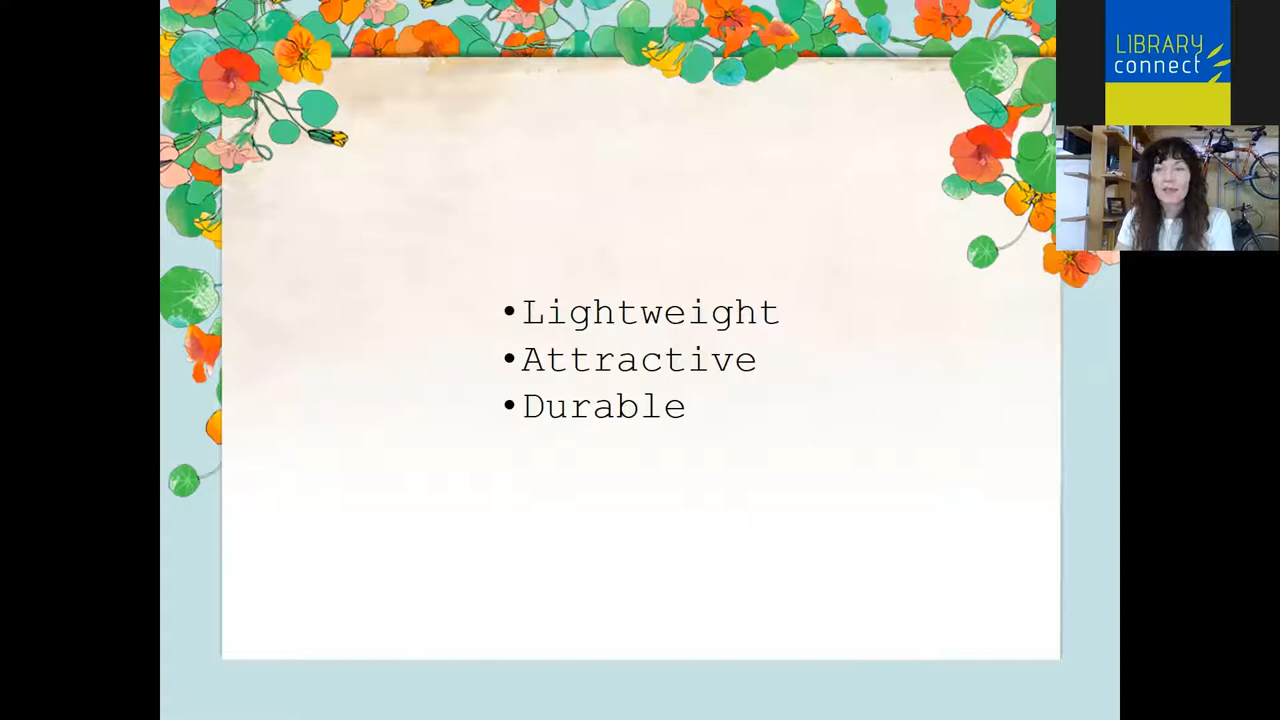 LIBRARY
connect
•Lightweight
•Attractive
•Durable